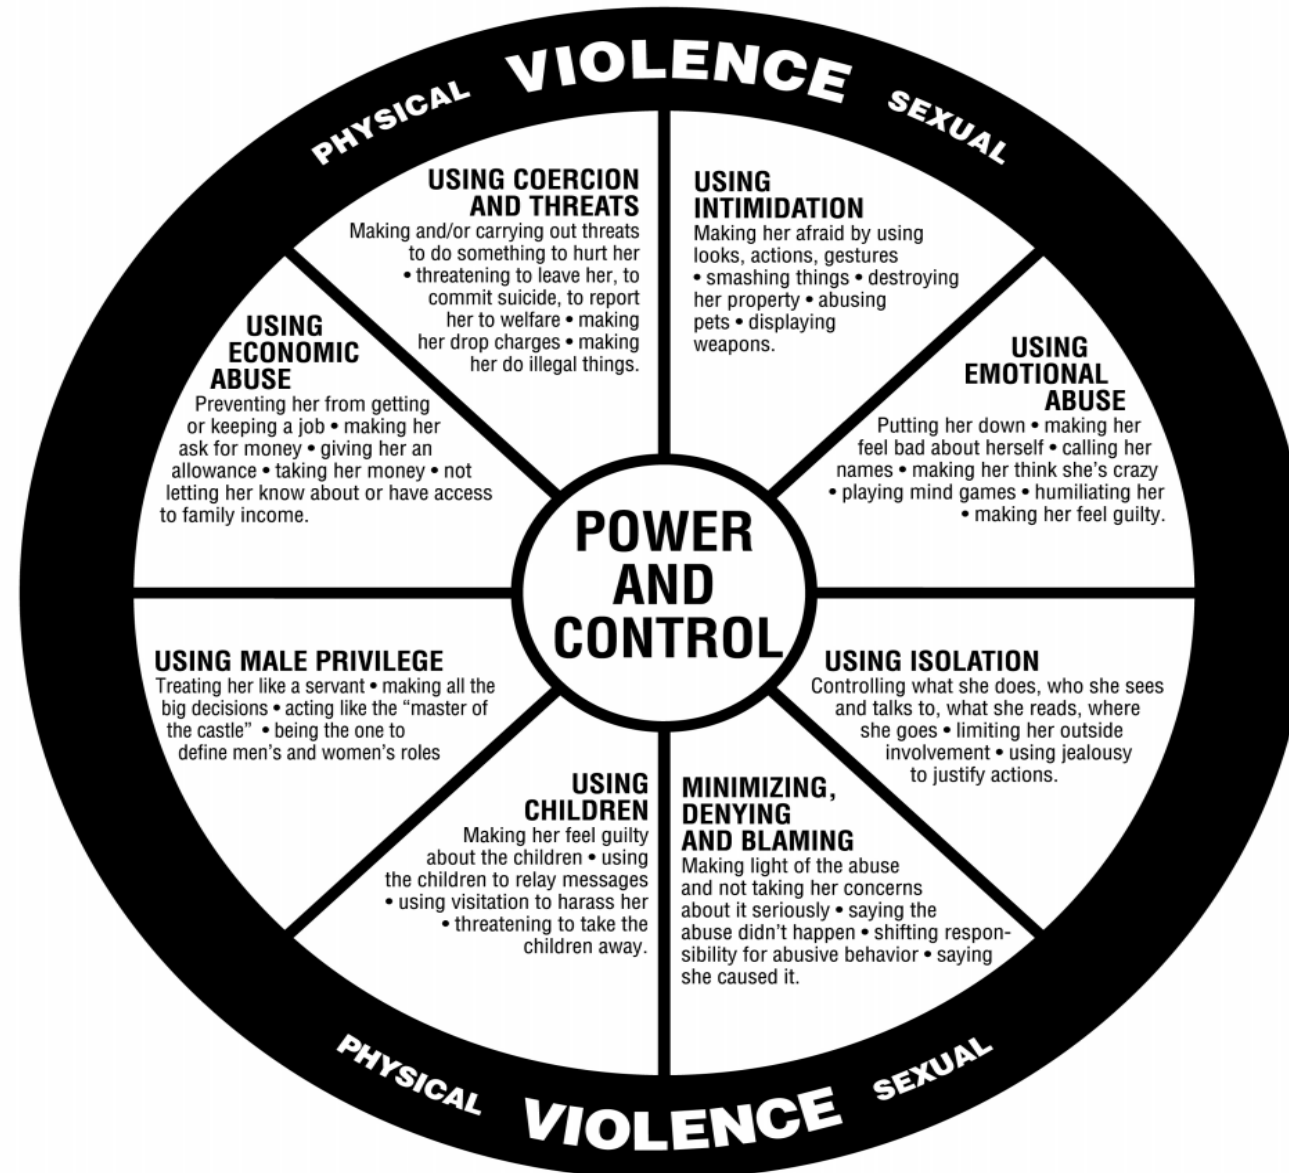 PHYSICAL VIOLENCE SEXUAL
USING COERCION
AND THREATS
Making and/or carrying out threats
to do something to hurt her
• threatening to leave her, to
commit suicide, to report
her to welfare • making
her drop charges • making
her do illegal things.
USING
INTIMIDATION
Making her afraid by using
looks, actions, gestures
• smashing things • destroying
her property • abusing
pets • displaying
weapons.
USING
ECONOMIC
ABUSE
Preventing her from getting
or keeping a job • making her
ask for money • giving her an
allowance • taking her money • not
letting her know about or have access
to family income.
USING
EMOTIONAL
ABUSE
Putting her down • making her
feel bad about herself • calling her
names • making her think she’s crazy
• playing mind games • humiliating her
• making her feel guilty.
POWER
AND
CONTROL
USING MALE PRIVILEGE
Treating her like a servant • making all the
big decisions • acting like the “master of
the castle” • being the one to
define men’s and women’s roles
USING ISOLATION
Controlling what she does, who she sees
and talks to, what she reads, where
she goes • limiting her outside
involvement • using jealousy
to justify actions.
USING
CHILDREN
Making her feel guilty
about the children • using
the children to relay messages
• using visitation to harass her
• threatening to take the
children away.
MINIMIZING,
DENYING
AND BLAMING
Making light of the abuse
and not taking her concerns
about it seriously • saying the
abuse didn’t happen • shifting respon-
sibility for abusive behavior • saying
she caused it.
PHYSICAL VIOLENCE SEXUAL